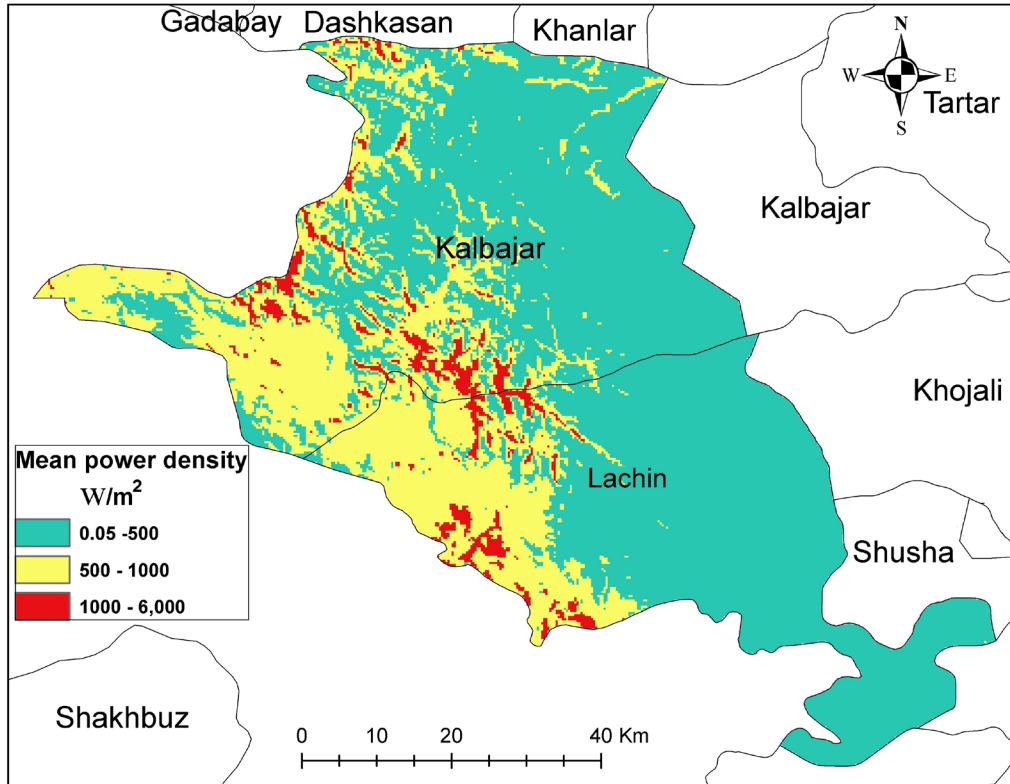 Gadabay
Dashkasan
Khanlar
N
W
E
S
Tartar
Kalbajar
Kalbajar
Khojali
Mean power density
W/m²
0.05 -500
500 - 1000
1000 - 6,000
Lachin
Shusha
Shakhbuz
0 10 20 40 Km